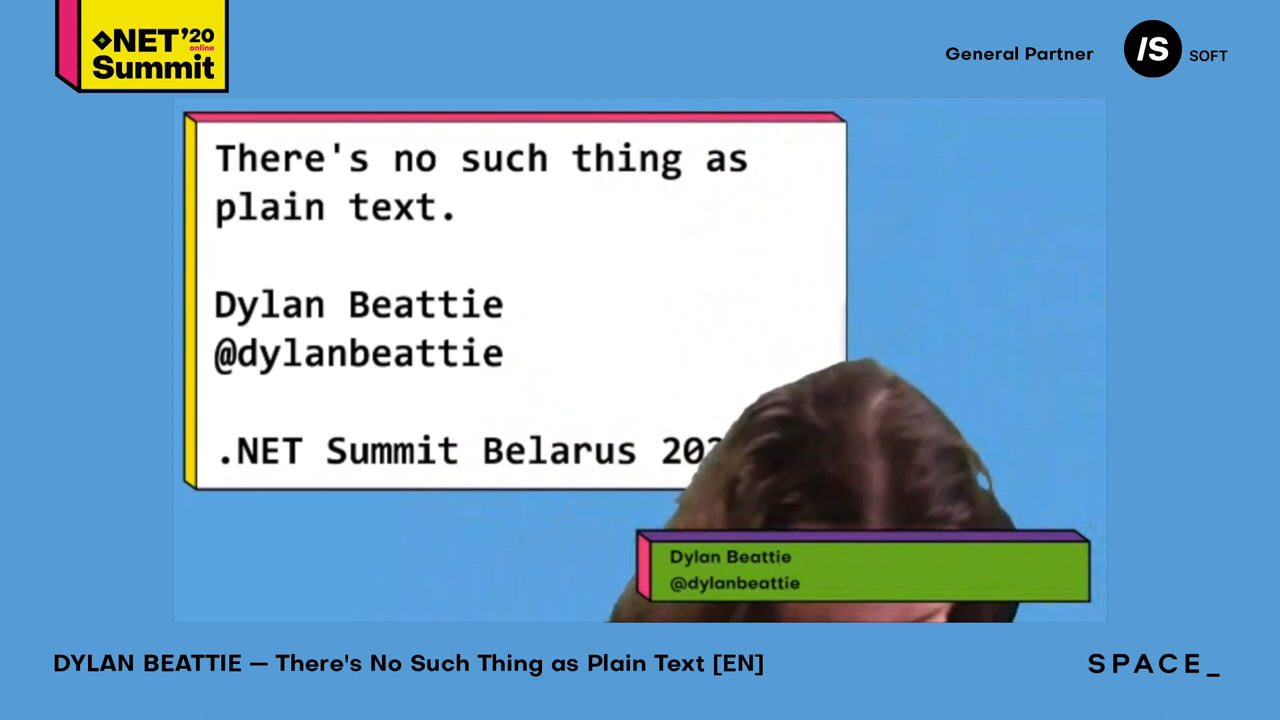 .NET'20
online
Summit
General Partner
/S
SOFT
There's no such thing as
plain text.
Dylan Beattie
@dylanbeattie
.NET Summit Belarus
Dylan Beattie
@dylanbeattie
DYLAN BEATTIE — There's No Such Thing as Plain Text [EN]
SPACE_